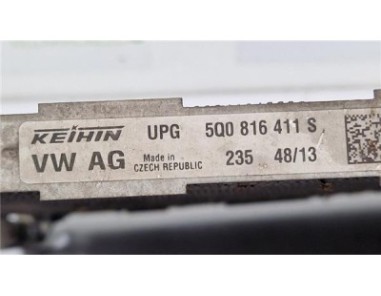 KEIHIN UPG 5Q0 816 411 S
VW AG Made in CZECH REPUBLIC 235 48/13